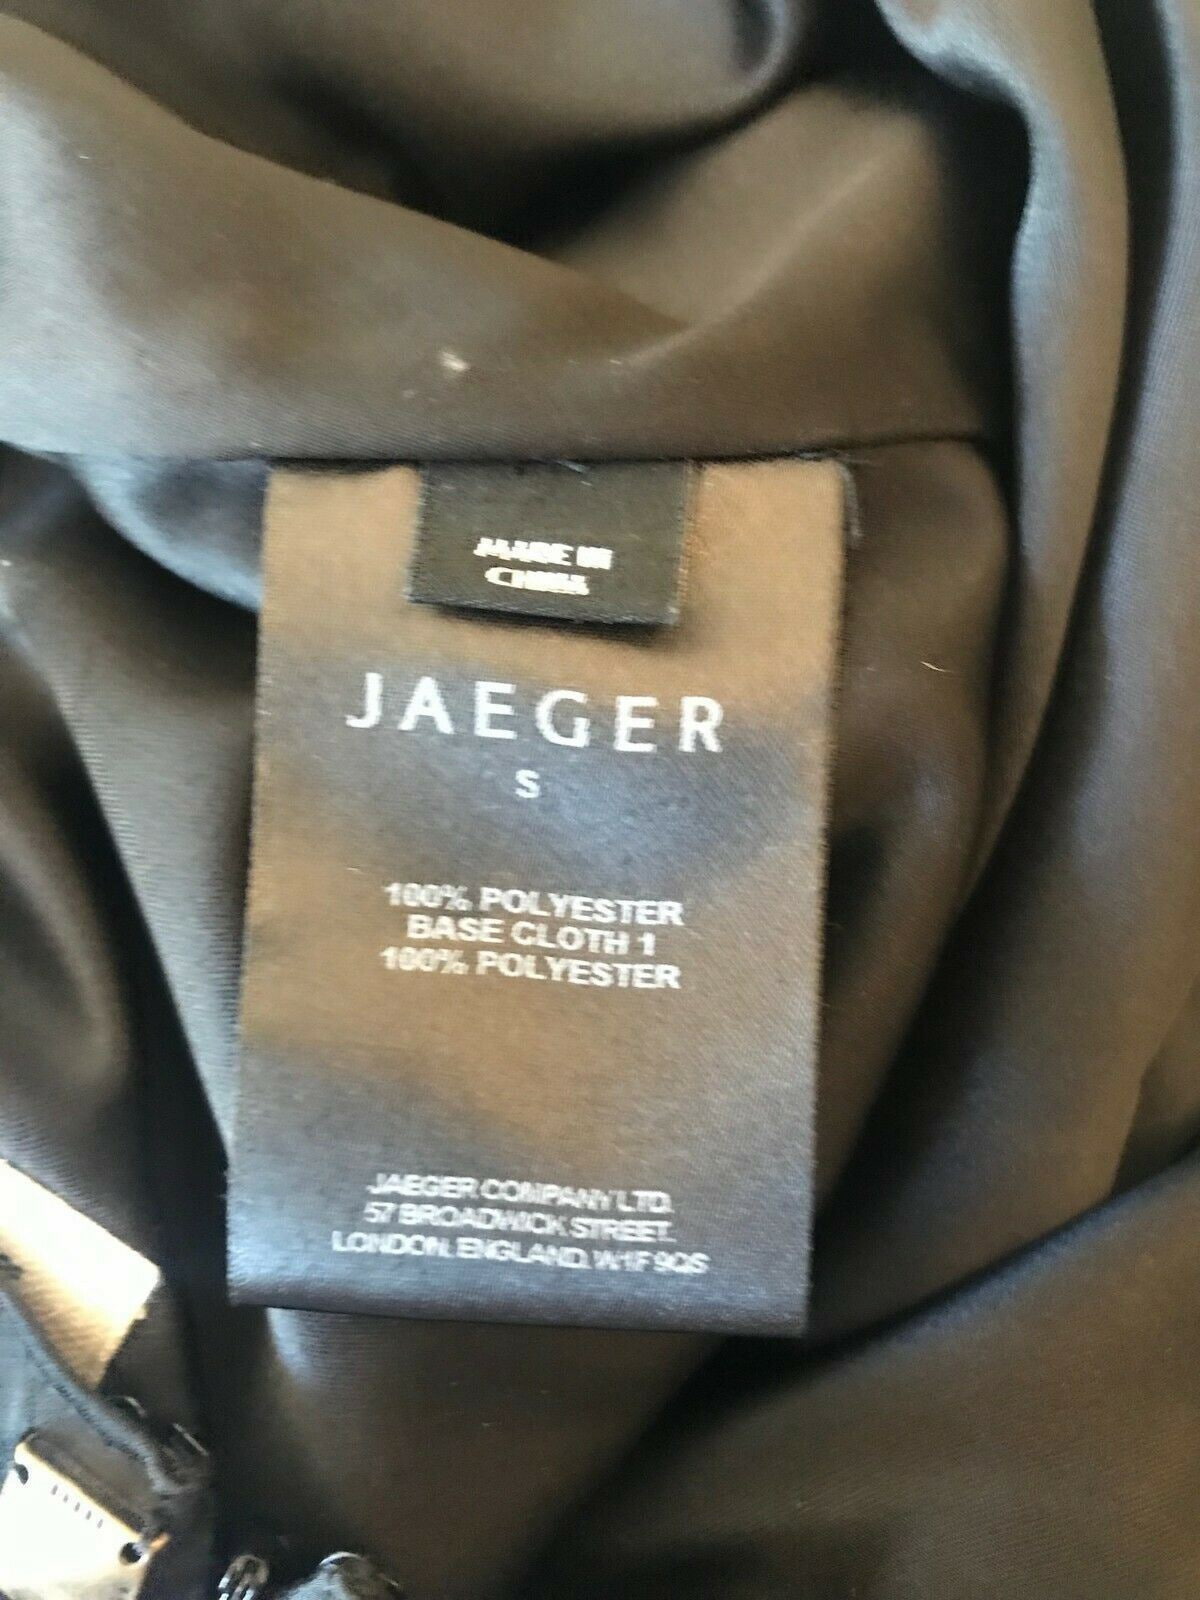 MADE IN
CHINA
JAEGER
S
100% POLYESTER
BASE CLOTH 1
100% POLYESTER
JAEGER COMPANY LTD.
57 BROADWICK STREET.
LONDON. ENGLAND. W1F 9QS